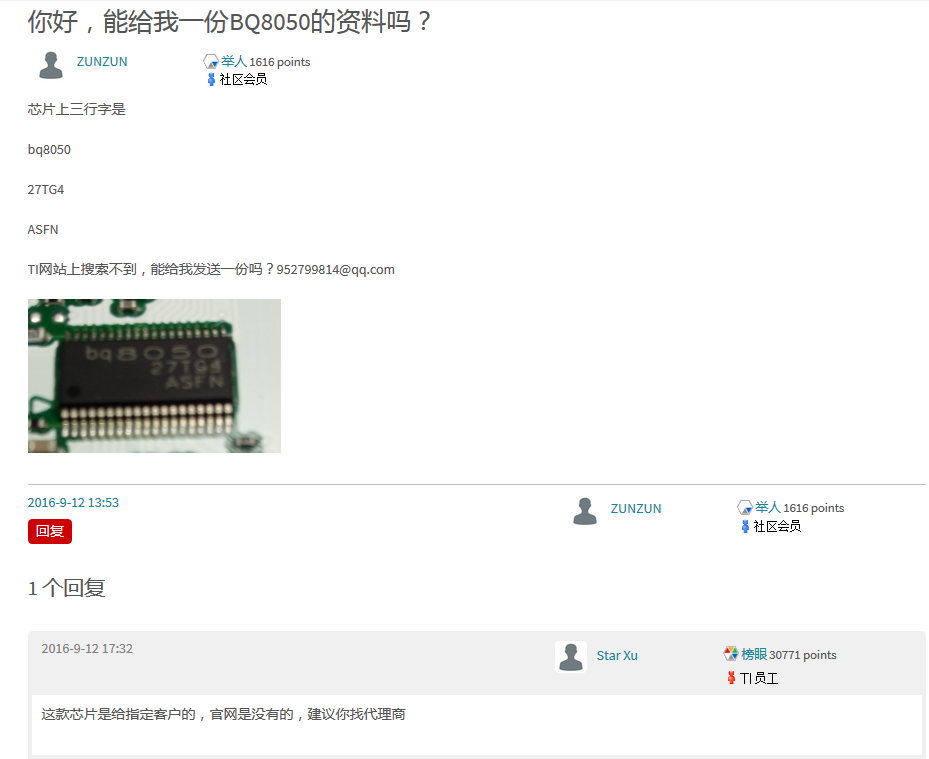 你好，能给我一份BQ8050的资料吗？
ZUNZUN
举人 1616 points
社区会员
芯片上三行字是
bq8050
27TG4
ASFN
TI网站上搜索不到，能给我发送一份吗？952799814@qq.com
bq8050
27TG4
ASFN
2016-9-12 13:53
ZUNZUN
举人 1616 points
社区会员
回复
1 个回复
2016-9-12 17:32
Star Xu
榜眼 30771 points
TI 员工
这款芯片是给指定客户的，官网是没有的，建议你找代理商